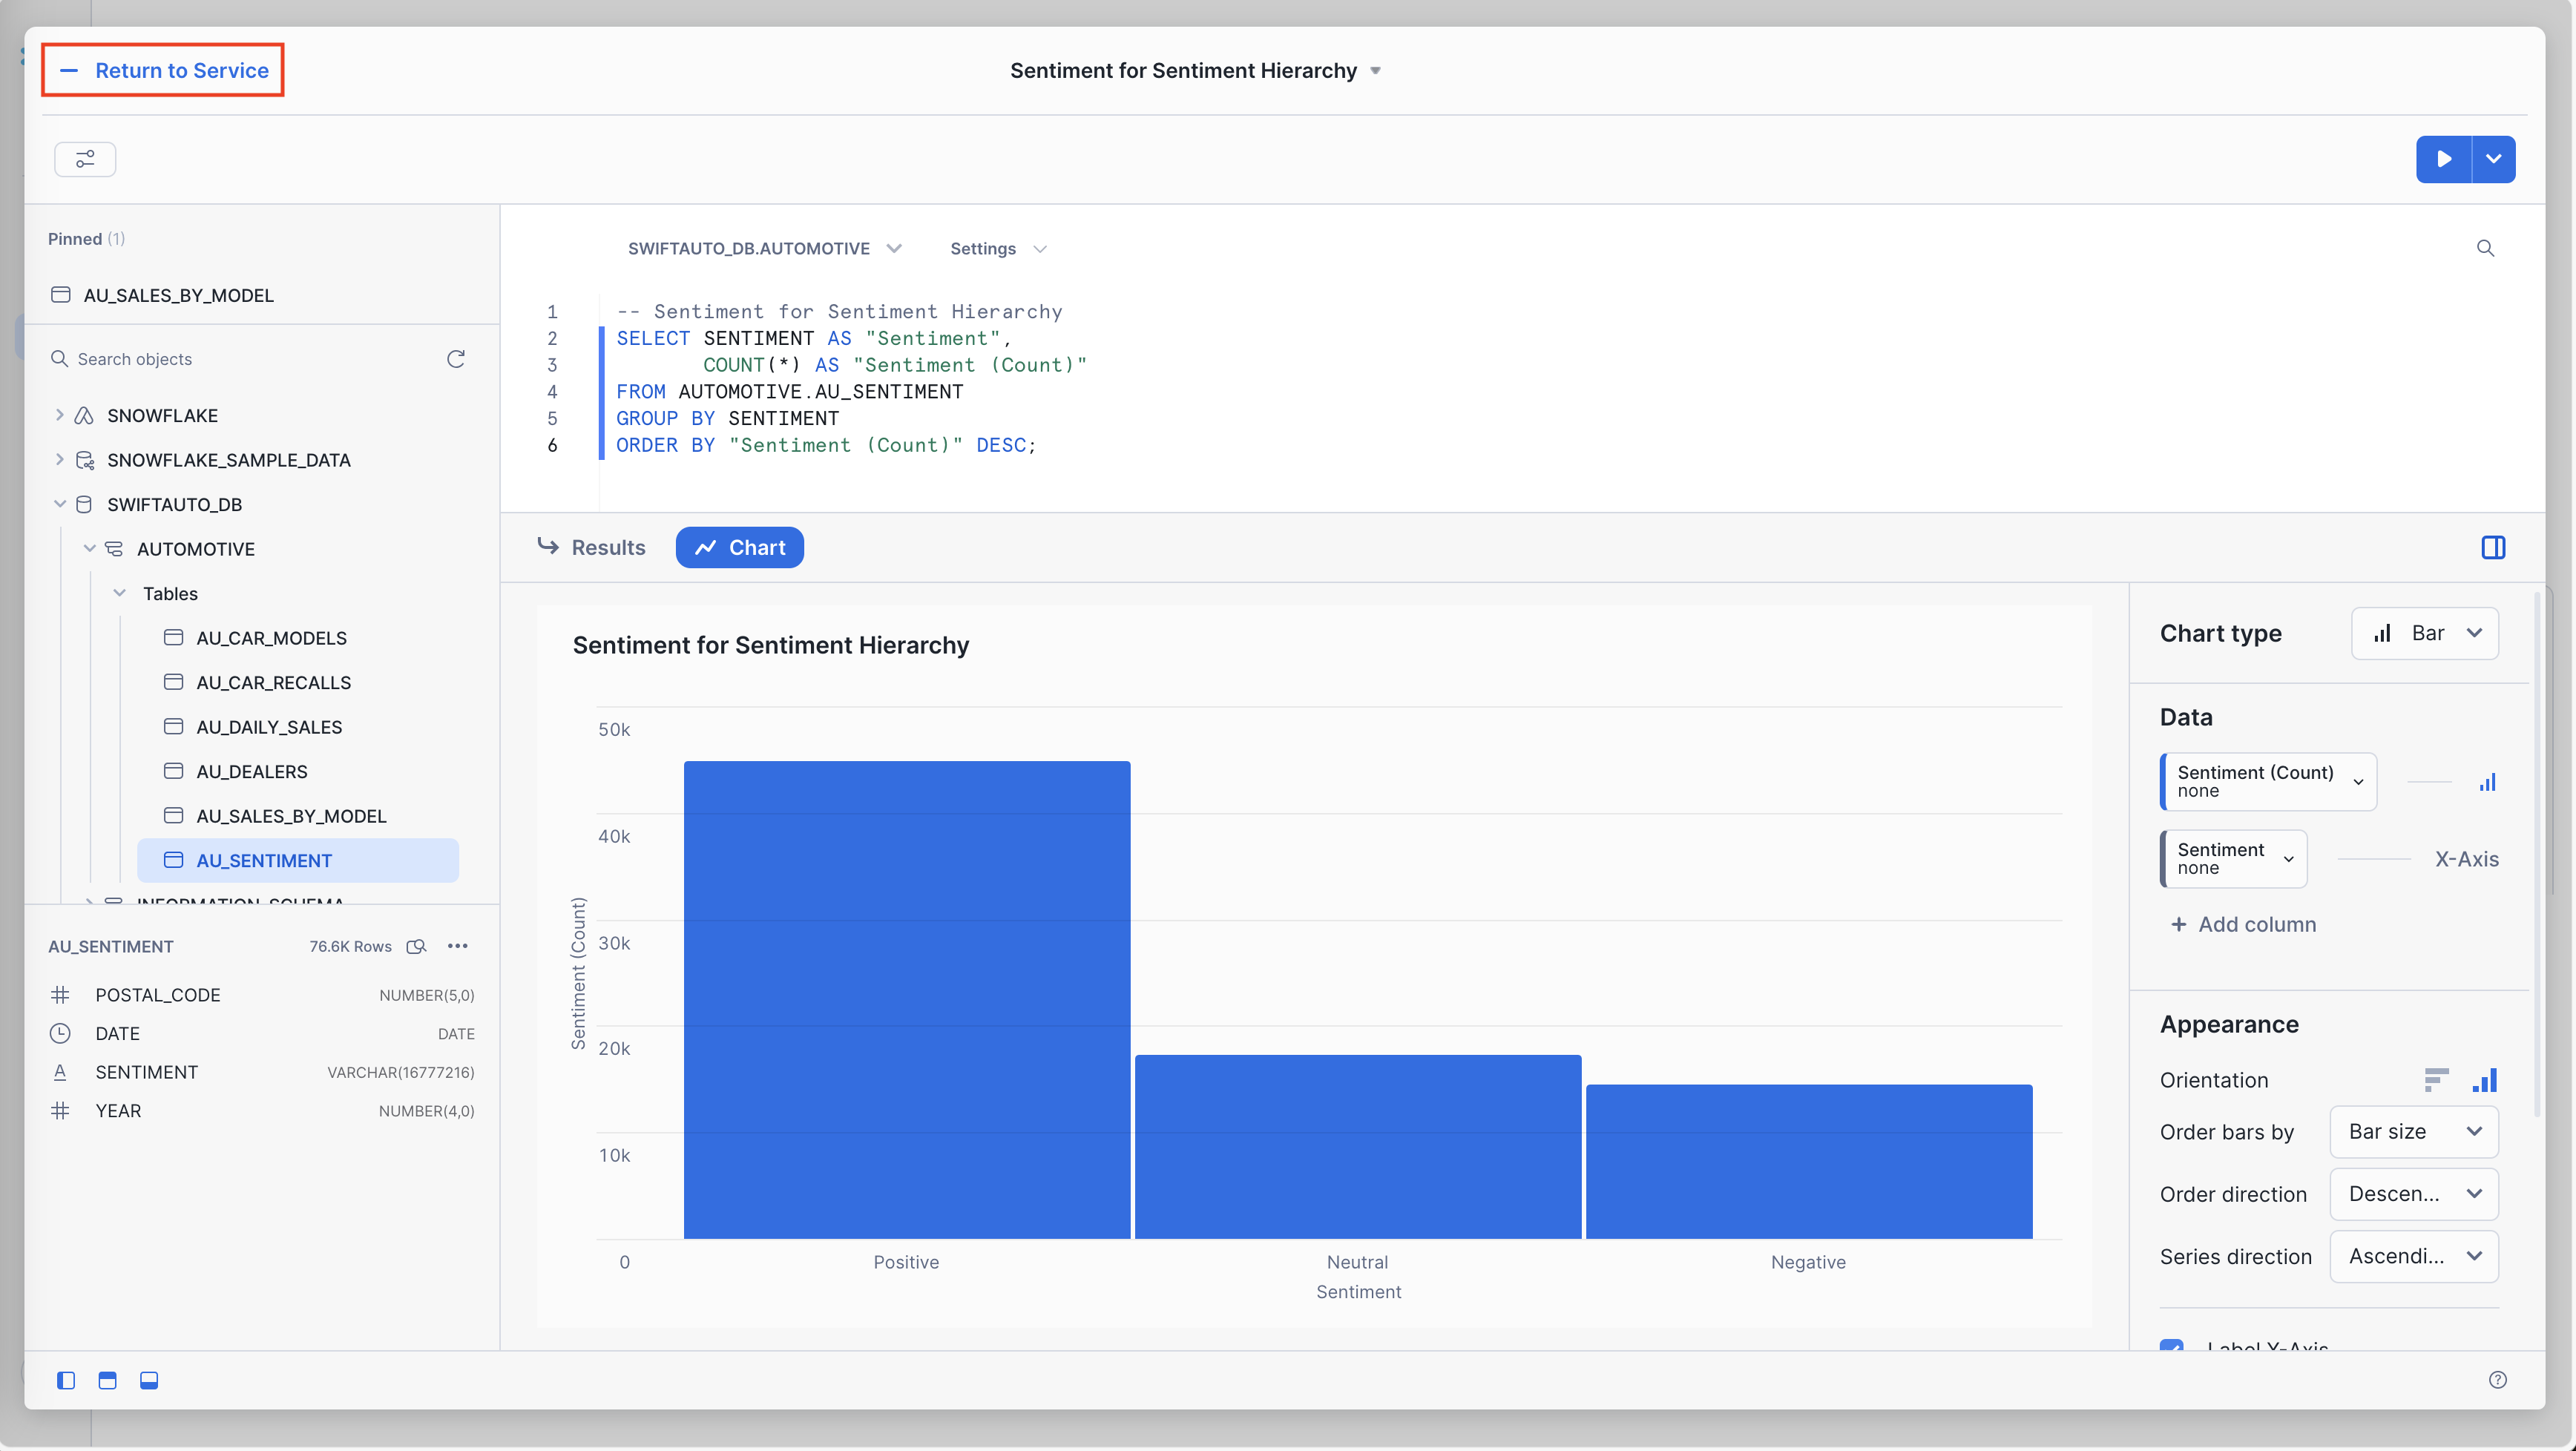 Return to Service
Sentiment for Sentiment Hierarchy
Pinned (1)
AU_SALES_BY_MODEL
Search objects
SNOWFLAKE
SNOWFLAKE_SAMPLE_DATA
SWIFTAUTO_DB
AUTOMOTIVE
Tables
AU_CAR_MODELS
AU_CAR_RECALLS
AU_DAILY_SALES
AU_DEALERS
AU_SALES_BY_MODEL
AU_SENTIMENT
INFORMATION_SCHEMA
AU_SENTIMENT 76.6K Rows
POSTAL_CODE NUMBER(5,0)
DATE DATE
SENTIMENT VARCHAR(16777216)
YEAR NUMBER(4,0)
SWIFTAUTO_DB.AUTOMOTIVE Settings
1 -- Sentiment for Sentiment Hierarchy
2 SELECT SENTIMENT AS "Sentiment",
3 COUNT(*) AS "Sentiment (Count)"
4 FROM AUTOMOTIVE.AU_SENTIMENT
5 GROUP BY SENTIMENT
6 ORDER BY "Sentiment (Count)" DESC;
Results Chart
Sentiment for Sentiment Hierarchy
50k
40k
30k
20k
10k
0
Sentiment (Count)
Positive Neutral Negative
Sentiment
Chart type Bar
Data
Sentiment (Count)
none
Sentiment
none
X-Axis
+ Add column
Appearance
Orientation
Order bars by Bar size
Order direction Descen...
Series direction Ascendi...
Label X-Axis